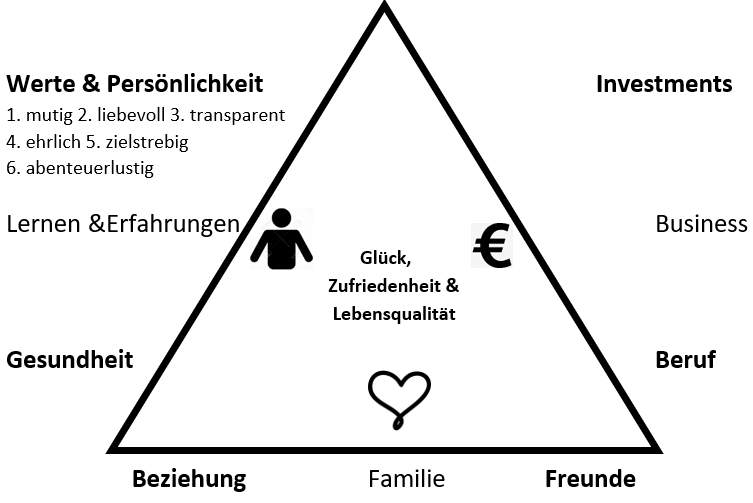 Werte & Persönlichkeit
1. mutig 2. liebevoll 3. transparent
4. ehrlich 5. zielstrebig
6. abenteuerlustig
Lernen &Erfahrungen
Gesundheit
Investments
Business
Beruf
€
Glück,
Zufriedenheit &
Lebensqualität
Beziehung
Familie
Freunde